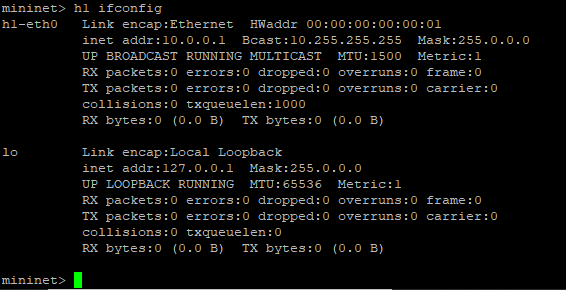 mininet> h1 ifconfig
h1-eth0 Link encap:Ethernet HWaddr 00:00:00:00:00:01
inet addr:10.0.0.1 Bcast:10.255.255.255 Mask:255.0.0.0
UP BROADCAST RUNNING MULTICAST MTU:1500 Metric:1
RX packets:0 errors:0 dropped:0 overruns:0 frame:0
TX packets:0 errors:0 dropped:0 overruns:0 carrier:0
collisions:0 txqueuelen:1000
RX bytes:0 (0.0 B) TX bytes:0 (0.0 B)
lo Link encap:Local Loopback
inet addr:127.0.0.1 Mask:255.0.0.0
UP LOOPBACK RUNNING MTU:65536 Metric:1
RX packets:0 errors:0 dropped:0 overruns:0 frame:0
TX packets:0 errors:0 dropped:0 overruns:0 carrier:0
collisions:0 txqueuelen:0
RX bytes:0 (0.0 B) TX bytes:0 (0.0 B)
mininet>